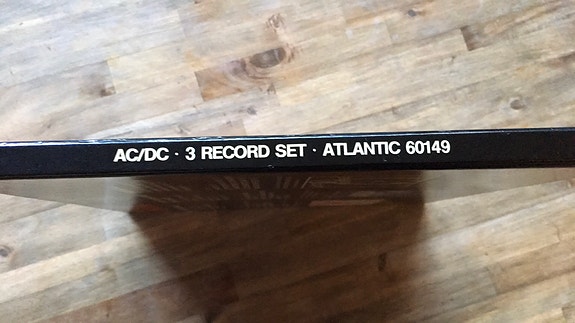 AC/DC · 3 RECORD SET · ATLANTIC 60149